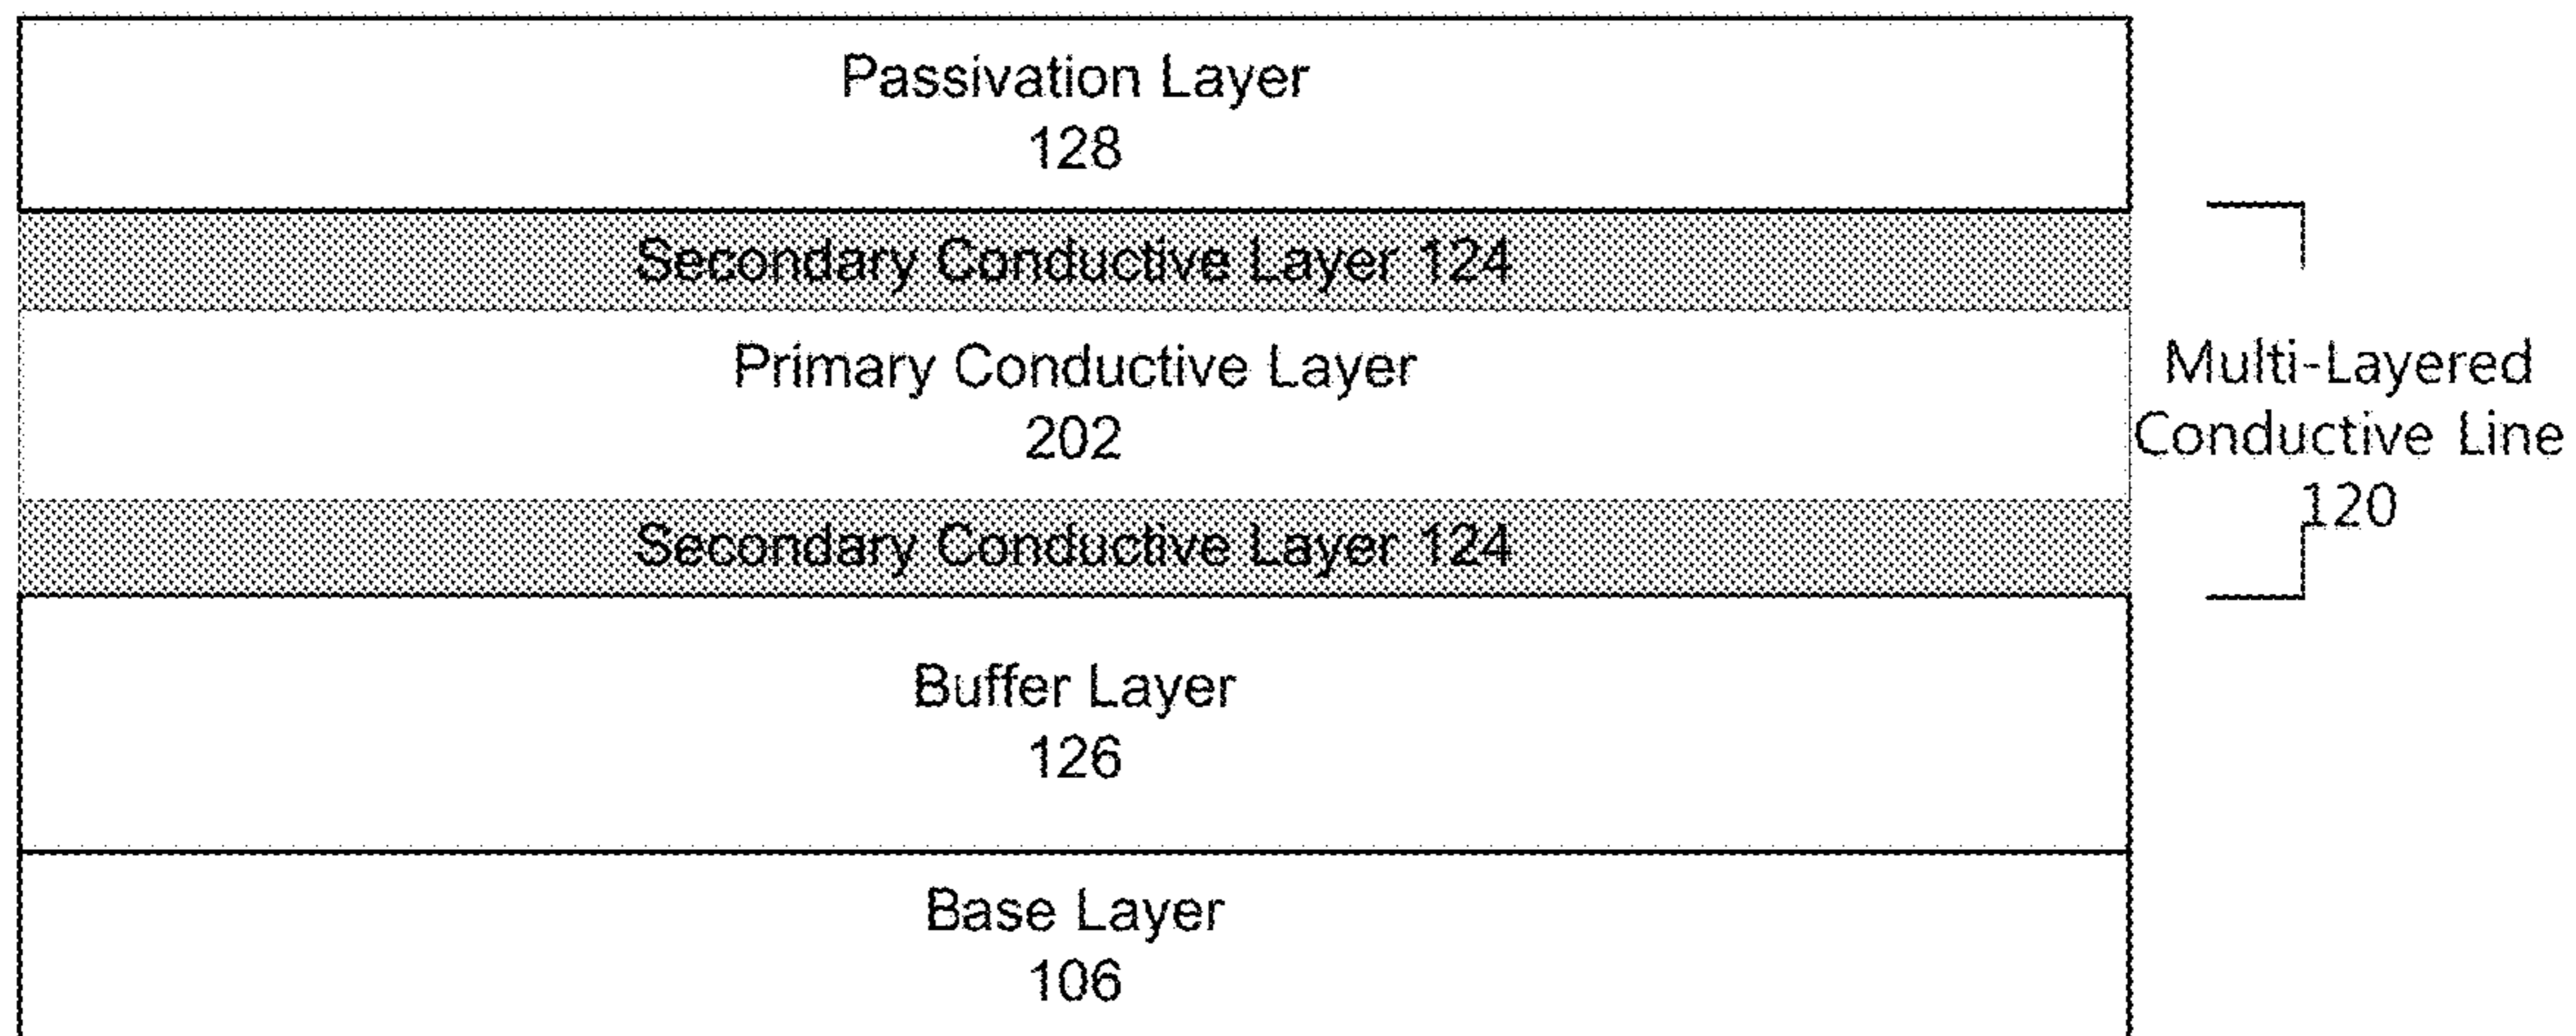 Passivation Layer
128
Secondary Conductive Layer 124
Primary Conductive Layer
202
Secondary Conductive Layer 124
Multi-Layered
Conductive Line
120
Buffer Layer
126
Base Layer
106